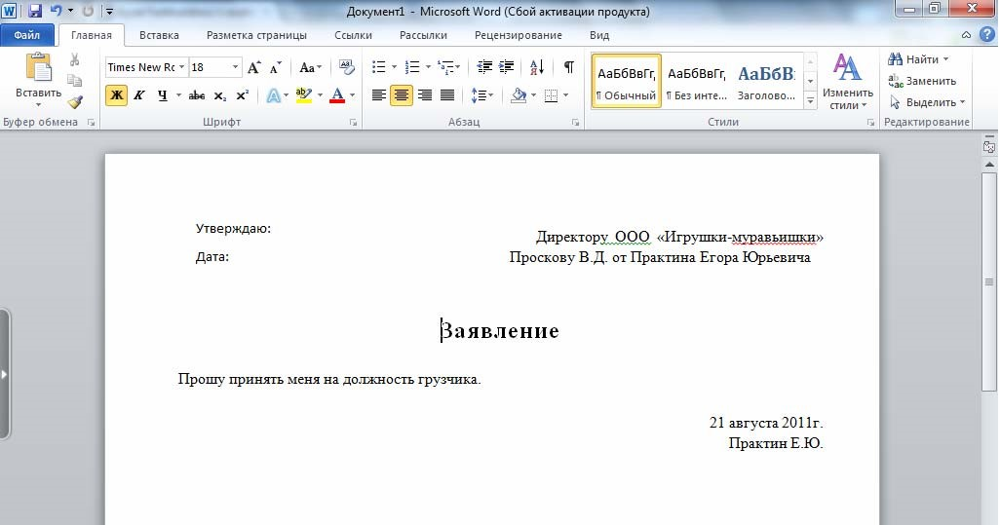 Документ1 - Microsoft Word (Сбой активации продукта)
Файл Главная Вставка Разметка страницы Ссылки Рассылки Рецензирование Вид
Times New Ro 18 Аа
АаБбВвГг, АаБбВвГг, АаБбВ
Найти
Заменить
Выделить
Вставить
Ж К Ч abc x₂ x²
¶ Обычный ¶ Без инте... Заголово...
Изменить стили
Буфер обмена Шрифт Абзац Стили Редактирование
Утверждаю:
Директору ООО «Игрушки-муравьишки»
Дата:
Проскову В.Д. от Практина Егора Юрьевича
Заявление
Прошу принять меня на должность грузчика.
21 августа 2011г.
Практин Е.Ю.